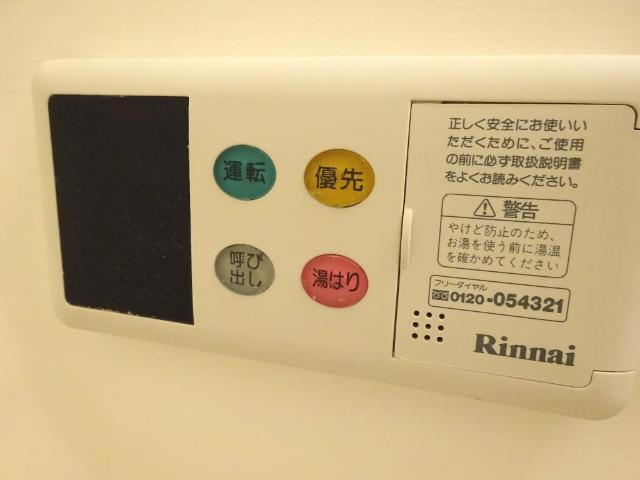 運転
優先
呼び
出し
湯はり
正しく安全にお使いい
ただくために、ご使用
の前に必ず取扱説明書
をよくお読みください。
警告
やけど防止のため、
お湯を使う前に湯温
を確かめてください
フリーダイヤル
0120-054321
Rinnai